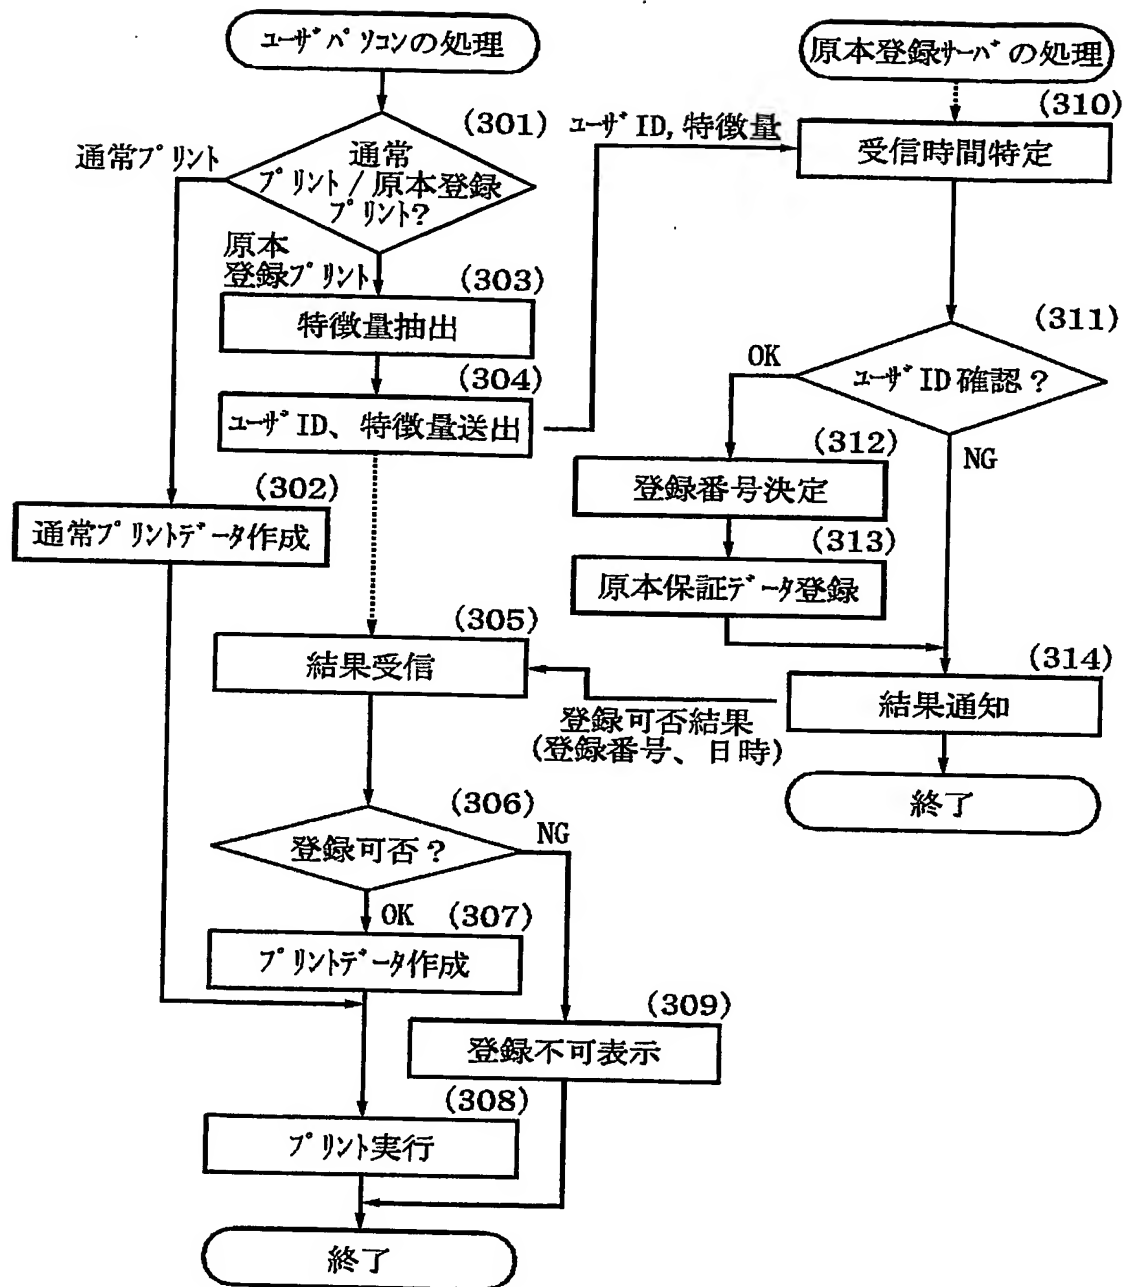 ユーザパソコンの処理
(301)
通常
プリント/原本登録
プリント?
通常プリント
原本
登録プリント
(303)
特徴量抽出
(304)
ユーザID、特徴量送出
(302)
通常プリントデータ作成
(305)
結果受信
(306)
登録可否?
NG
OK
(307)
プリントデータ作成
(309)
登録不可表示
(308)
プリント実行
終了
原本登録サーバの処理
ユーザID,特徴量
(310)
受信時間特定
(311)
ユーザID確認?
OK
NG
(312)
登録番号決定
(313)
原本保証データ登録
(314)
結果通知
登録可否結果
(登録番号、日時)
終了